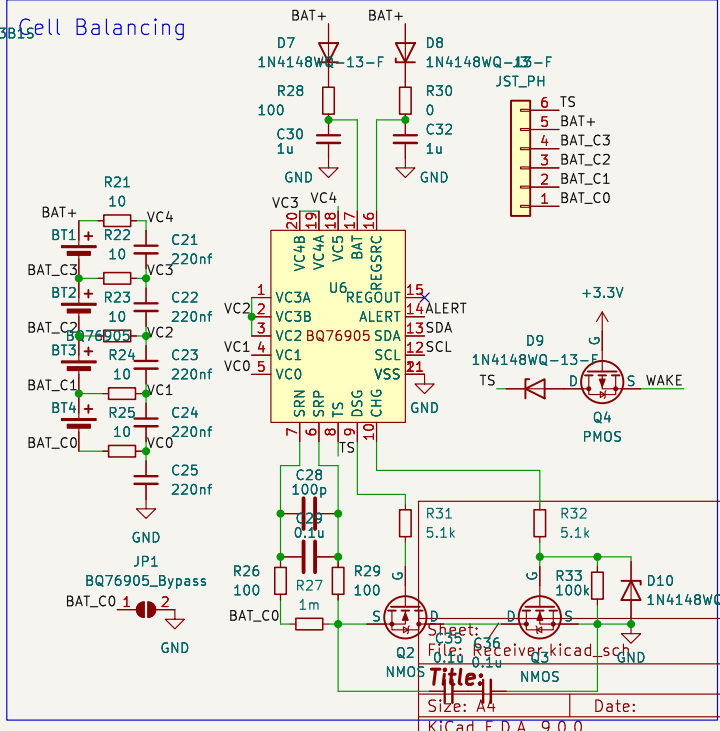 3B1S
Cell Balancing
BAT+
BAT+
D7
1N4148WQ-13-F
D8
1N4148WQ-13-F
J8
JST_PH
R28
100
R30
0
C30
1u
C32
1u
GND
GND
6 TS
5 BAT+
4 BAT_C3
3 BAT_C2
2 BAT_C1
1 BAT_C0
R21
10
BAT+
VC4
BT1
R22
10
C21
220nf
BAT_C3
VC3
BT2
R23
10
C22
220nf
BAT_C2
BQ76905
VC2
BT3
R24
10
C23
220nf
BAT_C1
VC1
BT4
R25
10
C24
220nf
BAT_C0
VC0
C25
220nf
GND
VC3
VC4
20 19 18 17 16
VC4B
VC4A
VC5
BAT
REGSRC
U6
BQ76905
VC2
VC1
VC0
1 VC3A
2 VC3B
3 VC2
4 VC1
5 VC0
REGOUT 15
ALERT 14 ALERT
SDA 13 SDA
SCL 12 SCL
VSS 21
GND
SRN
SRP
TS
DSG
CHG
7 6 8 9 10
TS
+3.3V
D9
1N4148WQ-13-F
TS
D
G
S
WAKE
Q4
PMOS
C28
100p
C29
0.1u
R26
100
R27
1m
R29
100
BAT_C0
R31
5.1k
R32
5.1k
R33
100k
D10
1N4148WQ
GND
S
G
D
Q2
NMOS
D
G
S
Q3
NMOS
C35
0.1u
C36
0.1u
JP1
BQ76905_Bypass
BAT_C0 1 2
GND
Sheet: /
File: Receiver.kicad_sch
Title:
Size: A4
Date:
KiCad E.D.A. 9.0.0